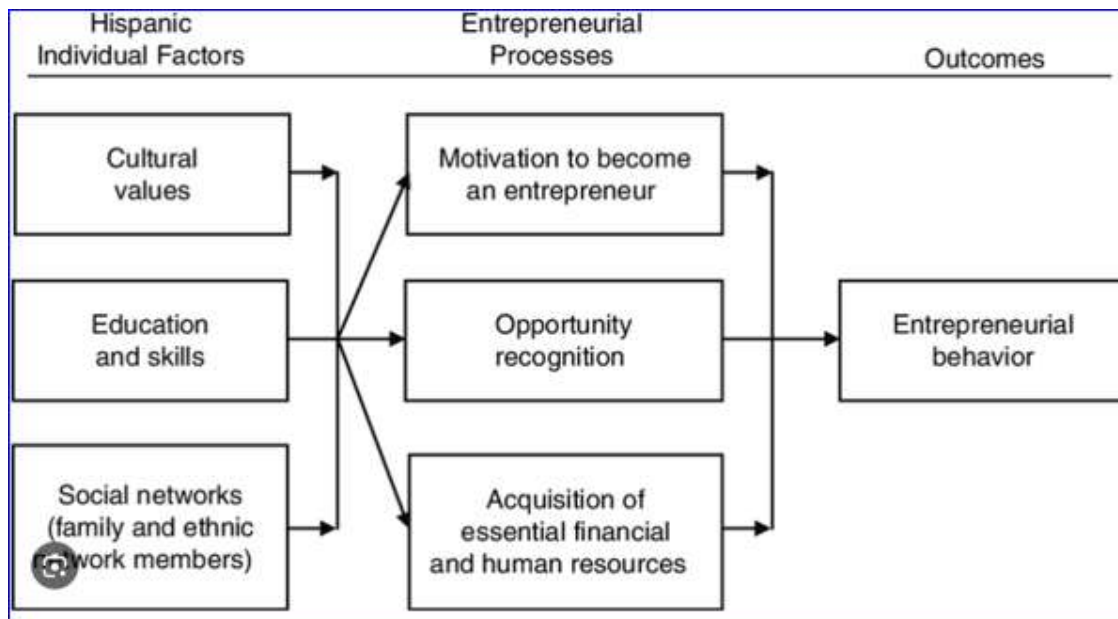 Hispanic
Individual Factors
Entrepreneurial
Processes
Outcomes
Cultural
values
Motivation to become
an entrepreneur
Education
and skills
Opportunity
recognition
Entrepreneurial
behavior
Social networks
(family and ethnic
network members)
Acquisition of
essential financial
and human resources